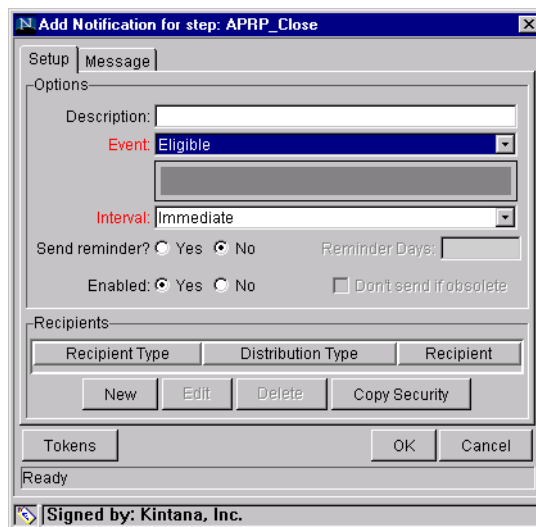 Add Notification for step: APRP_Close
Setup Message
Options
Description:
Event: Eligible
Interval: Immediate
Send reminder? Yes No Reminder Days:
Enabled: Yes No Don't send if obsolete
Recipients
Recipient Type Distribution Type Recipient
New Edit Delete Copy Security
Tokens OK Cancel
Ready
Signed by: Kintana, Inc.